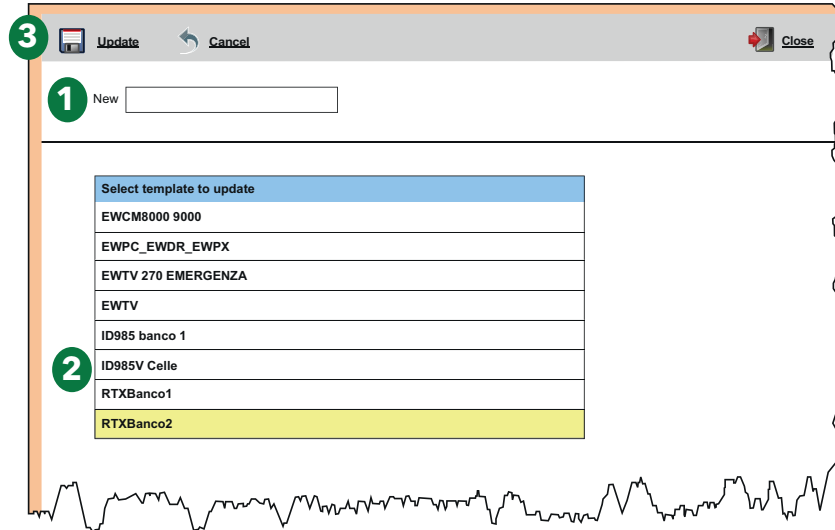 3 Update Cancel Close
1 New
Select template to update
EWCM8000 9000
EWPC_EWDR_EWPX
EWTV 270 EMERGENZA
EWTV
ID985 banco 1
2 ID985V Celle
RTXBanco1
RTXBanco2